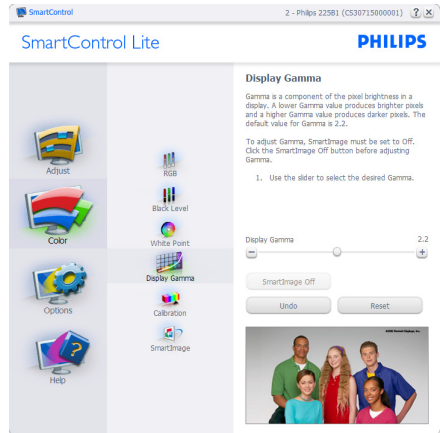 SmartControl
2 - Philips 225B1 (CS30715000001)
SmartControl Lite
PHILIPS
Display Gamma
Gamma is a component of the pixel brightness in a
display. A lower Gamma value produces brighter pixels
and a higher Gamma value produces darker pixels. The
default value for Gamma is 2.2.
To adjust Gamma, SmartImage must be set to Off.
Click the SmartImage Off button before adjusting
Gamma.
1. Use the slider to select the desired Gamma.
Adjust
Color
Options
Help
RGB
Black Level
White Point
Display Gamma
Calibration
SmartImage
Display Gamma 2.2
SmartImage Off
Undo Reset